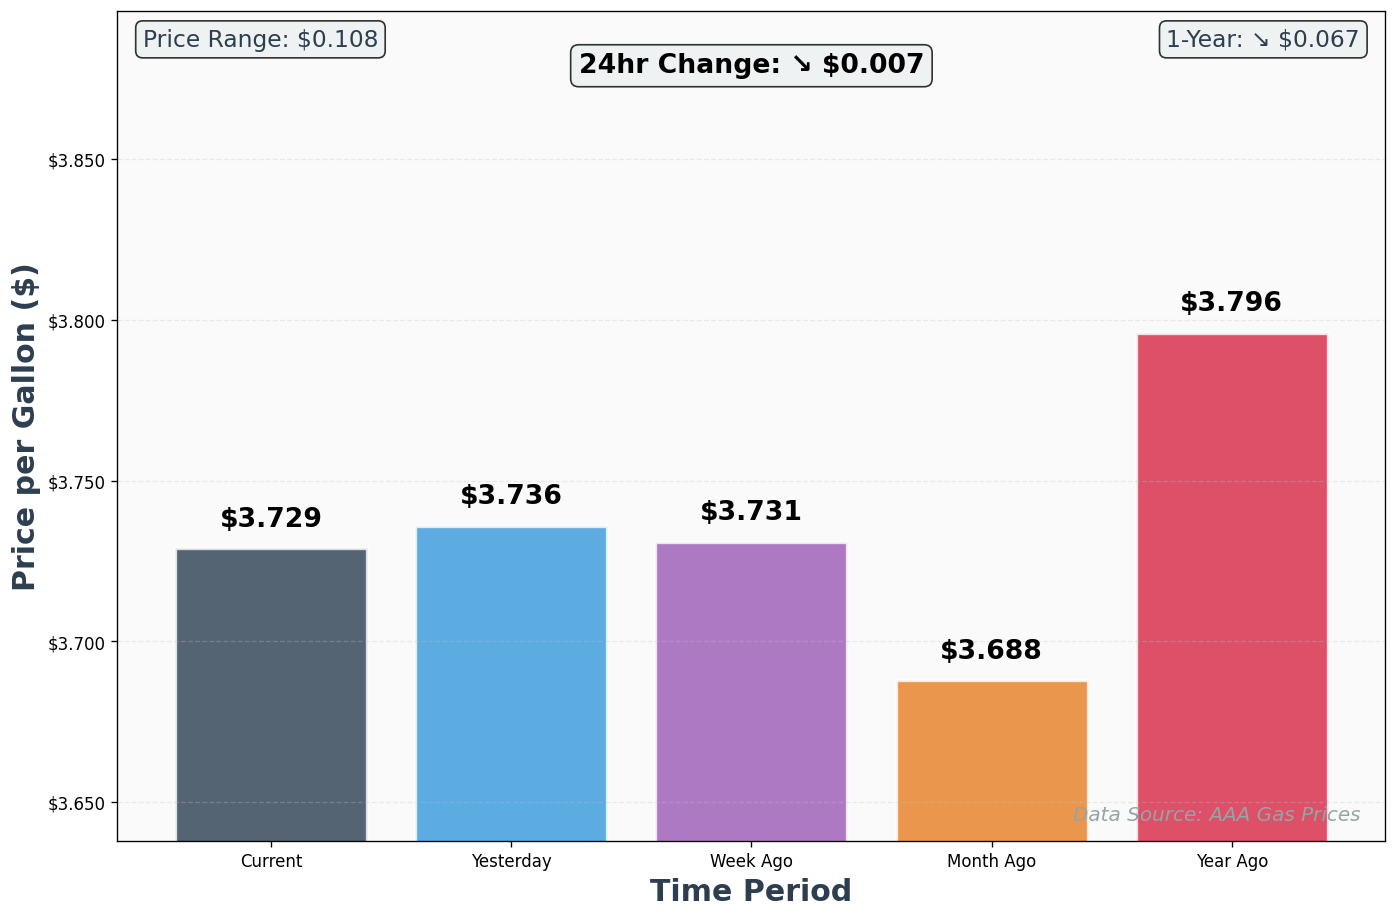 Price Range: $0.108
1-Year: ↘ $0.067
24hr Change: ↘ $0.007
Price per Gallon ($)
$3.850
$3.800
$3.750
$3.700
$3.650
$3.729
$3.736
$3.731
$3.688
$3.796
Data Source: AAA Gas Prices
Current
Yesterday
Week Ago
Month Ago
Year Ago
Time Period